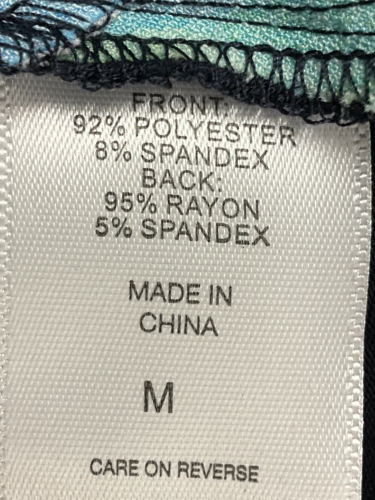 FRONT:
92% POLYESTER
8% SPANDEX
BACK:
95% RAYON
5% SPANDEX
MADE IN
CHINA
M
CARE ON REVERSE